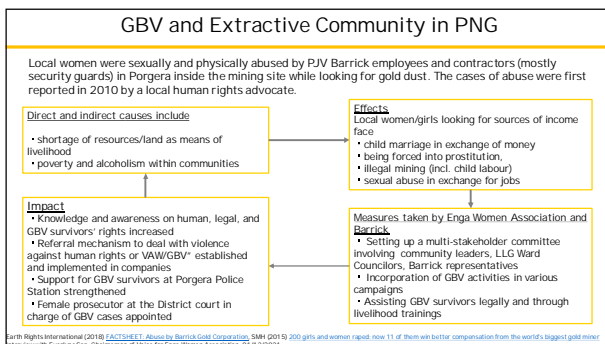 GBV and Extractive Community in PNG
Local women were sexually and physically abused by PJV Barrick employees and contractors (mostly
security guards) in Porgera inside the mining site while looking for gold dust. The cases of abuse were first
reported in 2010 by a local human rights advocate.
Direct and indirect causes include
▪ shortage of resources/land as means of
livelihood
▪ poverty and alcoholism within communities
Effects
Local women/girls looking for sources of income
face
▪ child marriage in exchange of money
▪ being forced into prostitution,
▪ illegal mining (incl. child labour)
▪ sexual abuse in exchange for jobs
Impact
▪ Knowledge and awareness on human, legal, and
GBV survivors’ rights increased
▪ Referral mechanism to deal with violence
against human rights or VAW/GBV* established
and implemented in companies
▪ Support for GBV survivors at Porgera Police
Station strengthened
▪ Female prosecutor at the District court in
charge of GBV cases appointed
Measures taken by Enga Women Association and
Barrick
▪ Setting up a multi-stakeholder committee
involving community leaders, LLG Ward
Councilors, Barrick representatives
▪ Incorporation of GBV activities in various
campaigns
▪ Assisting GBV survivors legally and through
livelihood trainings
Earth Rights International (2018) FACTSHEET: Abuse by Barrick Gold Corporation, SMH (2015) 200 girls and women raped: now 11 of them win better compensation from the world's biggest gold miner